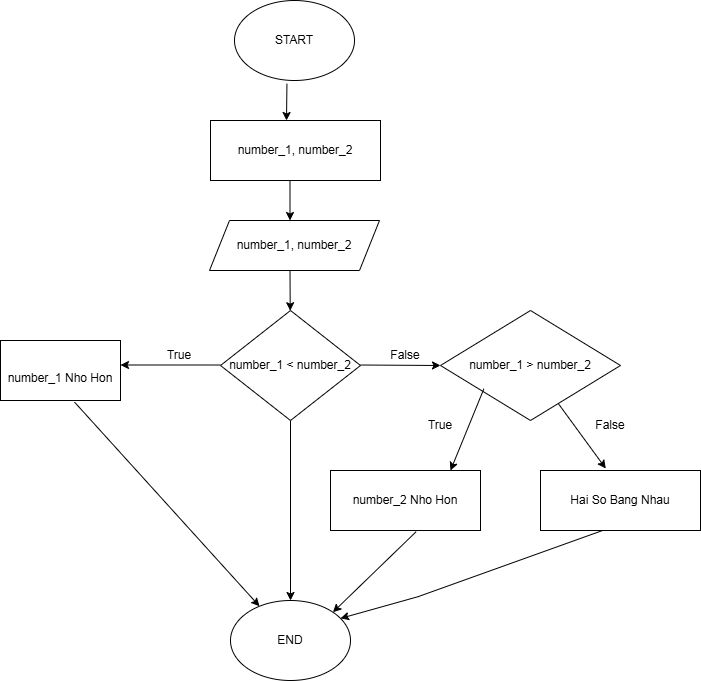 START
number_1, number_2
number_1, number_2
True
number_1 < number_2
False
number_1 > number_2
number_1 Nho Hon
True
False
number_2 Nho Hon
Hai So Bang Nhau
END